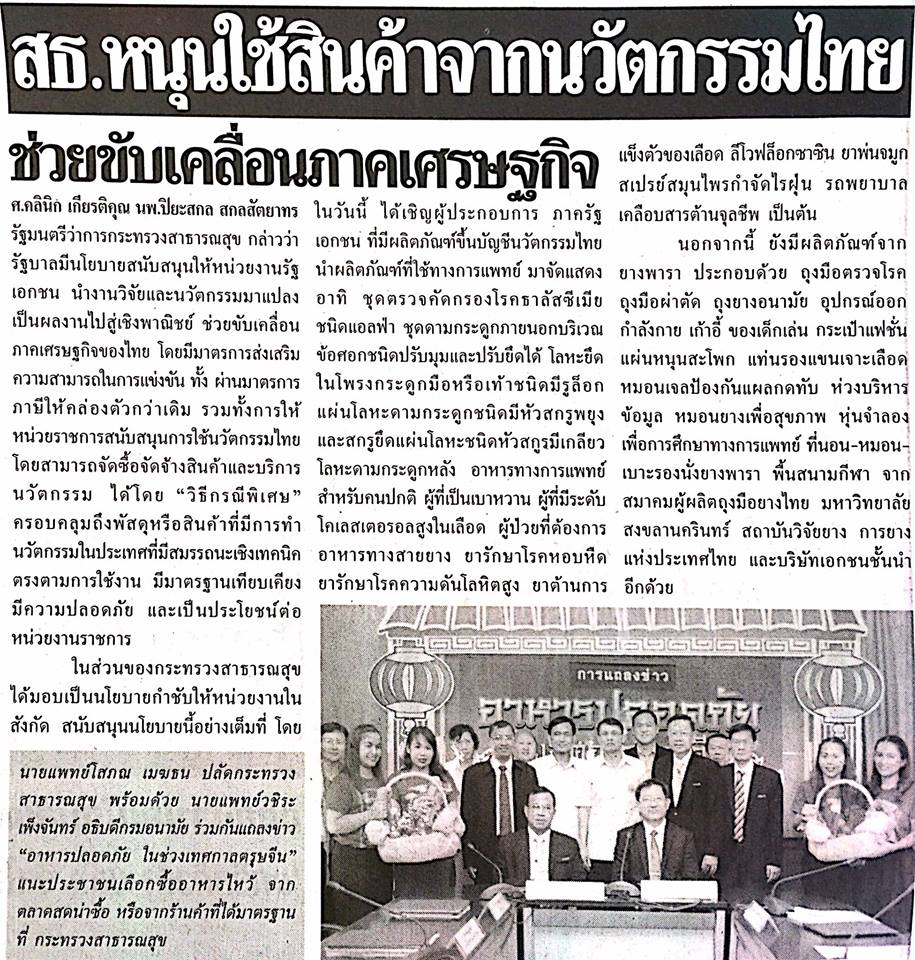 สธ.หนุนใช้สินค้าจากนวัตกรรมไทย
ช่วยขับเคลื่อนภาคเศรษฐกิจ
ศ.คลินิก เกียรติคุณ นพ.ปิยะสกล สกลสัตยาทร
รัฐมนตรีว่าการกระทรวงสาธารณสุข กล่าวว่า
รัฐบาลมีนโยบายสนับสนุนให้หน่วยงานรัฐ
เอกชน นำงานวิจัยและนวัตกรรมมาแปลง
เป็นผลงานไปสู่เชิงพาณิชย์ ช่วยขับเคลื่อน
ภาคเศรษฐกิจของไทย โดยมีมาตรการส่งเสริม
ความสามารถในการแข่งขัน ทั้ง ผ่านมาตรการ
ภาษีให้คล่องตัวกว่าเดิม รวมทั้งการให้
หน่วยราชการสนับสนุนการใช้นวัตกรรมไทย
โดยสามารถจัดซื้อจัดจ้างสินค้าและบริการ
นวัตกรรม ได้โดย “วิธีกรณีพิเศษ”
ครอบคลุมถึงพัสดุหรือสินค้าที่มีการทำ
นวัตกรรมในประเทศที่มีสมรรถนะเชิงเทคนิค
ตรงตามการใช้งาน มีมาตรฐานเทียบเคียง
มีความปลอดภัย และเป็นประโยชน์ต่อ
หน่วยงานราชการ
ในส่วนของกระทรวงสาธารณสุข
ได้มอบเป็นนโยบายกำชับให้หน่วยงานใน
สังกัด สนับสนุนนโยบายนี้อย่างเต็มที่ โดย
ในวันนี้ ได้เชิญผู้ประกอบการ ภาครัฐ
เอกชน ที่มีผลิตภัณฑ์ขึ้นบัญชีนวัตกรรมไทย
นำผลิตภัณฑ์ที่ใช้ทางการแพทย์ มาจัดแสดง
อาทิ ชุดตรวจคัดกรองโรคธาลัสซีเมีย
ชนิดแอลฟ่า ชุดดามกระดูกภายนอกบริเวณ
ข้อศอกชนิดปรับมุมและปรับยึดได้ โลหะยึด
ในโพรงกระดูกมือหรือเท้าชนิดมีรูล็อก
แผ่นโลหะดามกระดูกชนิดมีหัวสกรูพยุง
และสกรูยึดแผ่นโลหะชนิดหัวสกูรมีเกลียว
โลหะดามกระดูกหลัง อาหารทางการแพทย์
สำหรับคนปกติ ผู้ที่เป็นเบาหวาน ผู้ที่มีระดับ
โคเลสเตอรอลสูงในเลือด ผู้ป่วยที่ต้องการ
อาหารทางสายยาง ยารักษาโรคหอบหืด
ยารักษาโรคความดันโลหิตสูง ยาต้านการ
แข็งตัวของเลือด ลีโวฟล็อกซาซิน ยาพ่นจมูก
สเปรย์สมุนไพรกำจัดไรฝุ่น รถพยาบาล
เคลือบสารต้านจุลชีพ เป็นต้น
นอกจากนี้ ยังมีผลิตภัณฑ์จาก
ยางพารา ประกอบด้วย ถุงมือตรวจโรค
ถุงมือผ่าตัด ถุงยางอนามัย อุปกรณ์ออก
กำลังกาย เก้าอี้ ของเด็กเล่น กระเป๋าแฟชั่น
แผ่นหนุนสะโพก แท่นรองแขนเจาะเลือด
หมอนเจลป้องกันแผลกดทับ ห่วงบริหาร
ข้อมูล หมอนยางเพื่อสุขภาพ หุ่นจำลอง
เพื่อการศึกษาทางการแพทย์ ที่นอน-หมอน-
เบาะรองนั่งยางพารา พื้นสนามกีฬา จาก
สมาคมผู้ผลิตถุงมือยางไทย มหาวิทยาลัย
สงขลานครินทร์ สถาบันวิจัยยาง การยาง
แห่งประเทศไทย และบริษัทเอกชนชั้นนำ
อีกด้วย
การแถลงข่าว
อาหารปลอดภัย
นายแพทย์โสภณ เมฆธน ปลัดกระทรวง
สาธารณสุข พร้อมด้วย นายแพทย์วชิระ
เพ็งจันทร์ อธิบดีกรมอนามัย ร่วมกันแถลงข่าว
“อาหารปลอดภัย ในช่วงเทศกาลตรุษจีน”
แนะประชาชนเลือกซื้ออาหารไหว้ จาก
ตลาดสดน่าซื้อ หรือจากร้านค้าที่ได้มาตรฐาน
ที่ กระทรวงสาธารณสุข